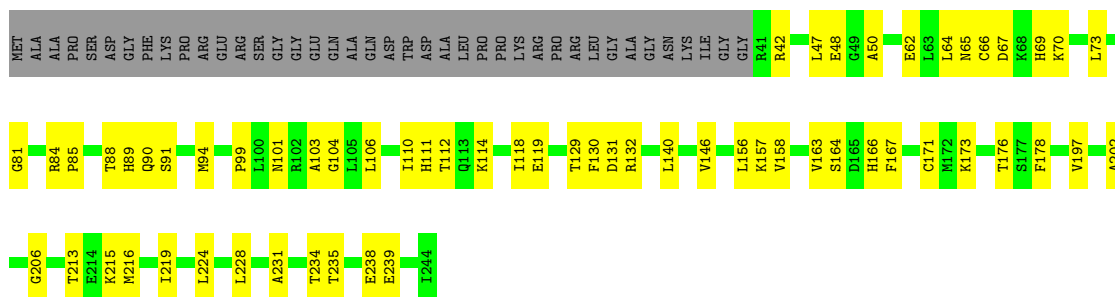 MET ALA ALA PRO SER ASP GLY PHE LYS PRO ARG GLU ARG SER GLY GLY GLU GLN ALA GLN ASP TRP ASP ALA LEU PRO PRO LYS ARG PRO ARG LEU GLY ALA GLY ASN LYS ILE GLY GLY R41 R42 L47 E48 G49 A50 E62 L63 L64 N65 C66 D67 K68 H69 K70 L73
G81 R84 P85 T88 H89 Q90 S91 M94 P99 L100 N101 R102 A103 G104 L105 L106 I110 H111 T112 Q113 K114 I118 E119 T129 F130 D131 R132 L140 V146 L156 K157 V158 V163 S164 D165 H166 F167 C171 M172 K173 T176 S177 F178 V197 A202
G206 T213 E214 K215 M216 I219 L224 L228 A231 T234 T235 E238 E239 I244